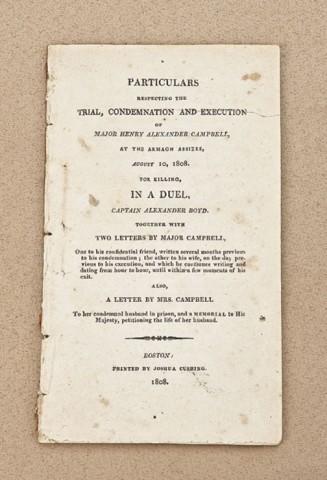 PARTICULARS
RESPECTING THE
TRIAL, CONDEMNATION AND EXECUTION
OF
MAJOR HENRY ALEXANDER CAMPBELL,
AT THE ARMAGH ASSIZES,
AUGUST 10, 1808.
FOR KILLING,
IN A DUEL,
CAPTAIN ALEXANDER BOYD.
TOGETHER WITH
TWO LETTERS BY MAJOR CAMPBELL,
One to his confidential friend, written several months previous
to his condemnation; the other to his wife, on the day pre-
vious to his execution, and which he continues writing and
dating from hour to hour, until within a few moments of his
exit.
ALSO,
A LETTER BY MRS. CAMPBELL
To her condemned husband in prison, and a MEMORIAL to His
Majesty, petitioning the life of her husband.
BOSTON:
PRINTED BY JOSHUA CUSHING.
1808.